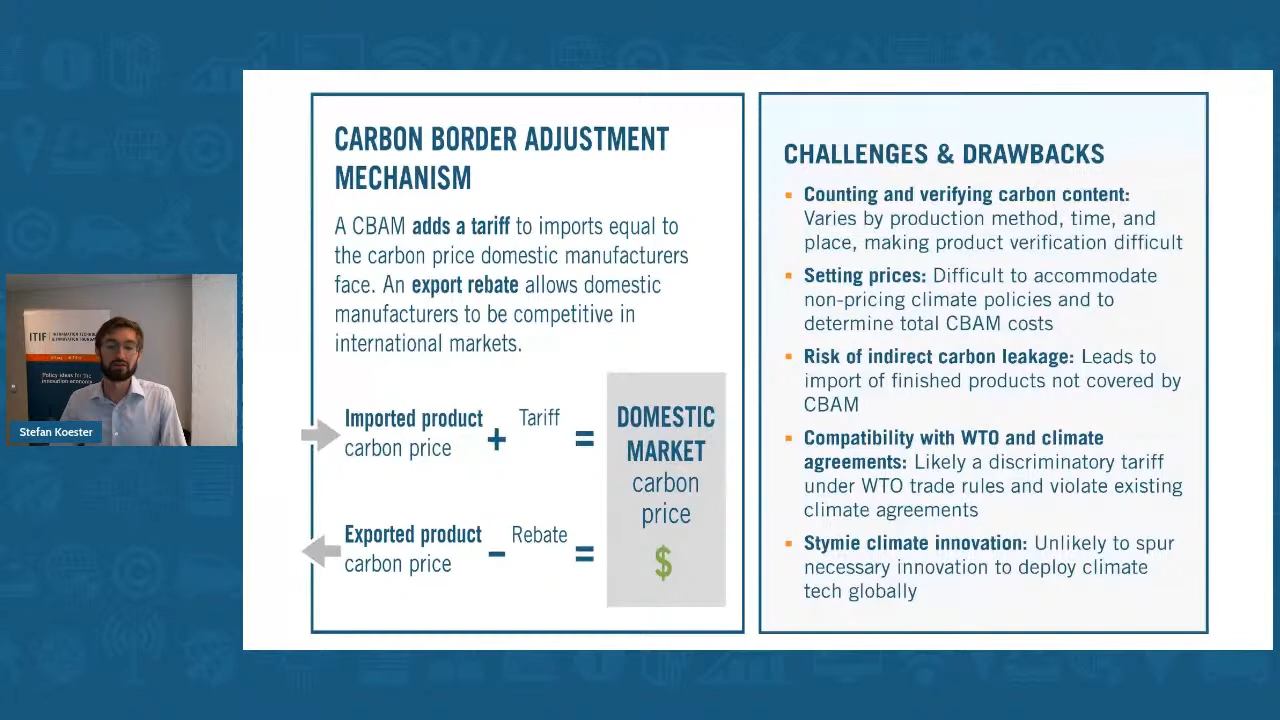 CARBON BORDER ADJUSTMENT
MECHANISM
A CBAM adds a tariff to imports equal to
the carbon price domestic manufacturers
face. An export rebate allows domestic
manufacturers to be competitive in
international markets.
Imported product
carbon price
+
Tariff
=
Exported product
carbon price
–
Rebate
=
DOMESTIC
MARKET
carbon
price
$
CHALLENGES & DRAWBACKS
▪ Counting and verifying carbon content:
Varies by production method, time, and
place, making product verification difficult
▪ Setting prices: Difficult to accommodate
non-pricing climate policies and to
determine total CBAM costs
▪ Risk of indirect carbon leakage: Leads to
import of finished products not covered by
CBAM
▪ Compatibility with WTO and climate
agreements: Likely a discriminatory tariff
under WTO trade rules and violate existing
climate agreements
▪ Stymie climate innovation: Unlikely to spur
necessary innovation to deploy climate
tech globally
ITIF
Policy ideas for the
innovation economy
Stefan Koester